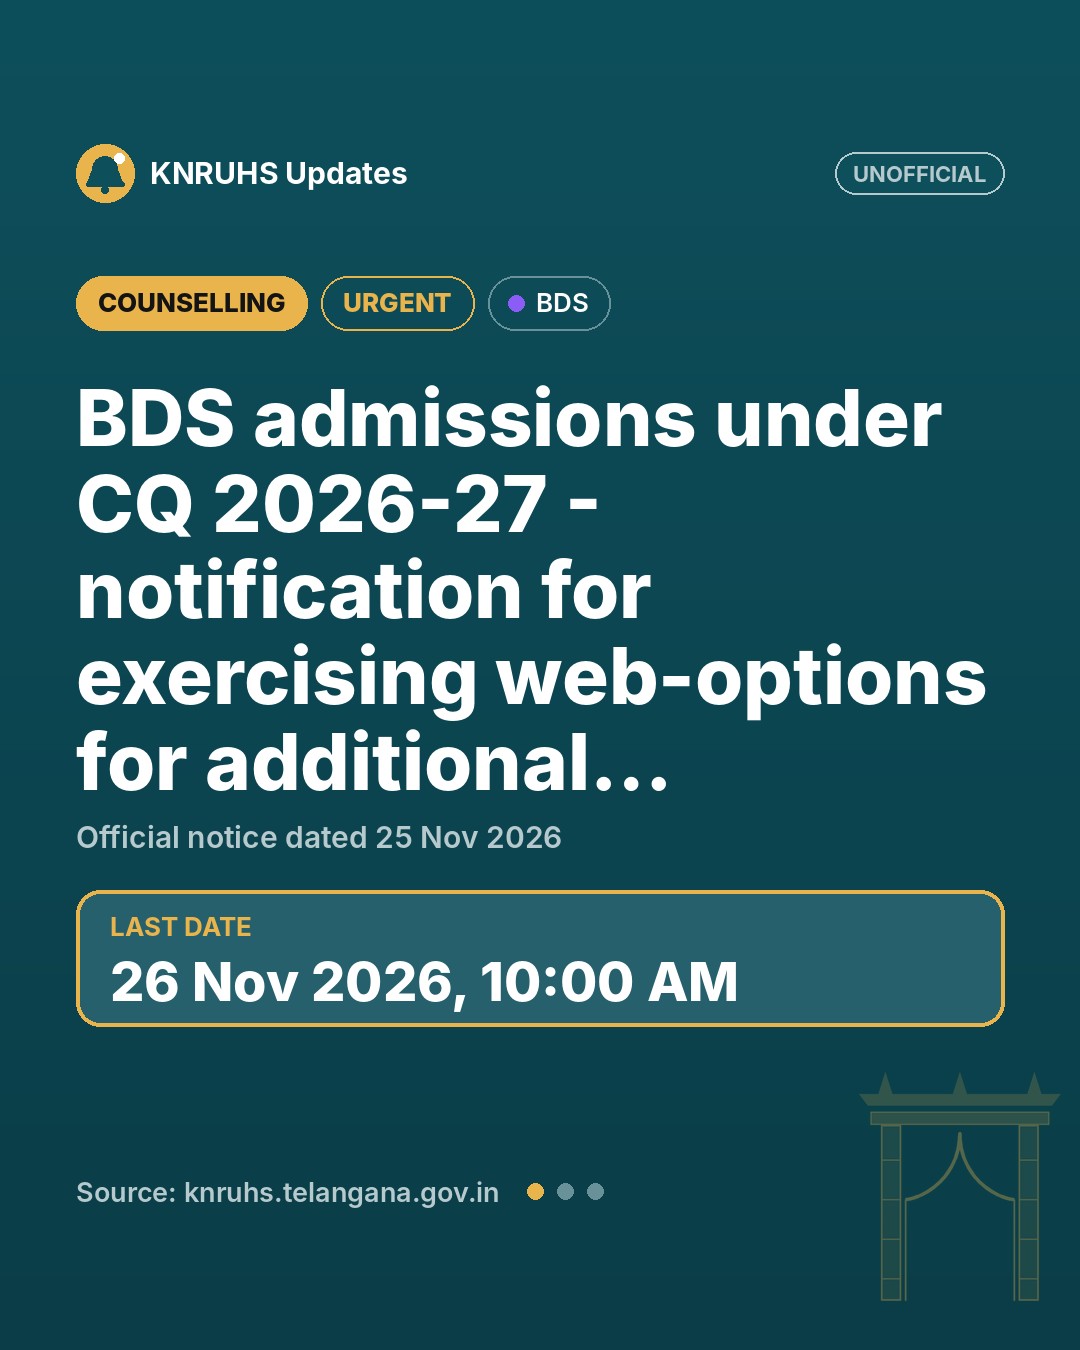 KNRUHS Updates
UNOFFICIAL
COUNSELLING
URGENT
BDS
BDS admissions under
CQ 2026-27 -
notification for
exercising web-options
for additional...
Official notice dated 25 Nov 2026
LAST DATE
26 Nov 2026, 10:00 AM
Source: knruhs.telangana.gov.in